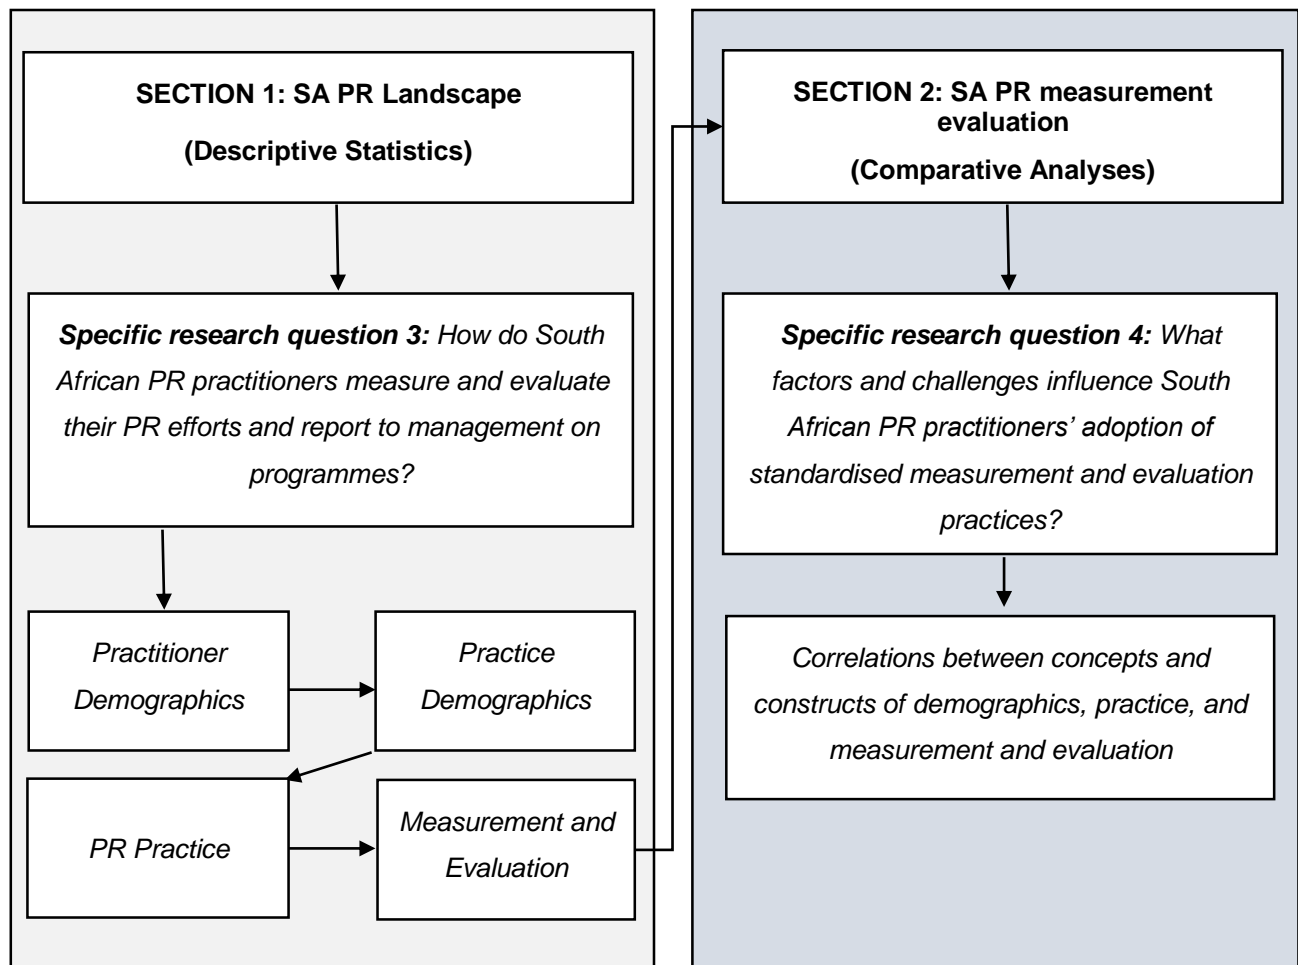 SECTION 1: SA PR Landscape
(Descriptive Statistics)
Specific research question 3: How do South
African PR practitioners measure and evaluate
their PR efforts and report to management on
programmes?
Practitioner
Demographics
Practice
Demographics
PR Practice
Measurement and
Evaluation
SECTION 2: SA PR measurement
evaluation
(Comparative Analyses)
Specific research question 4: What
factors and challenges influence South
African PR practitioners’ adoption of
standardised measurement and evaluation
practices?
Correlations between concepts and
constructs of demographics, practice, and
measurement and evaluation